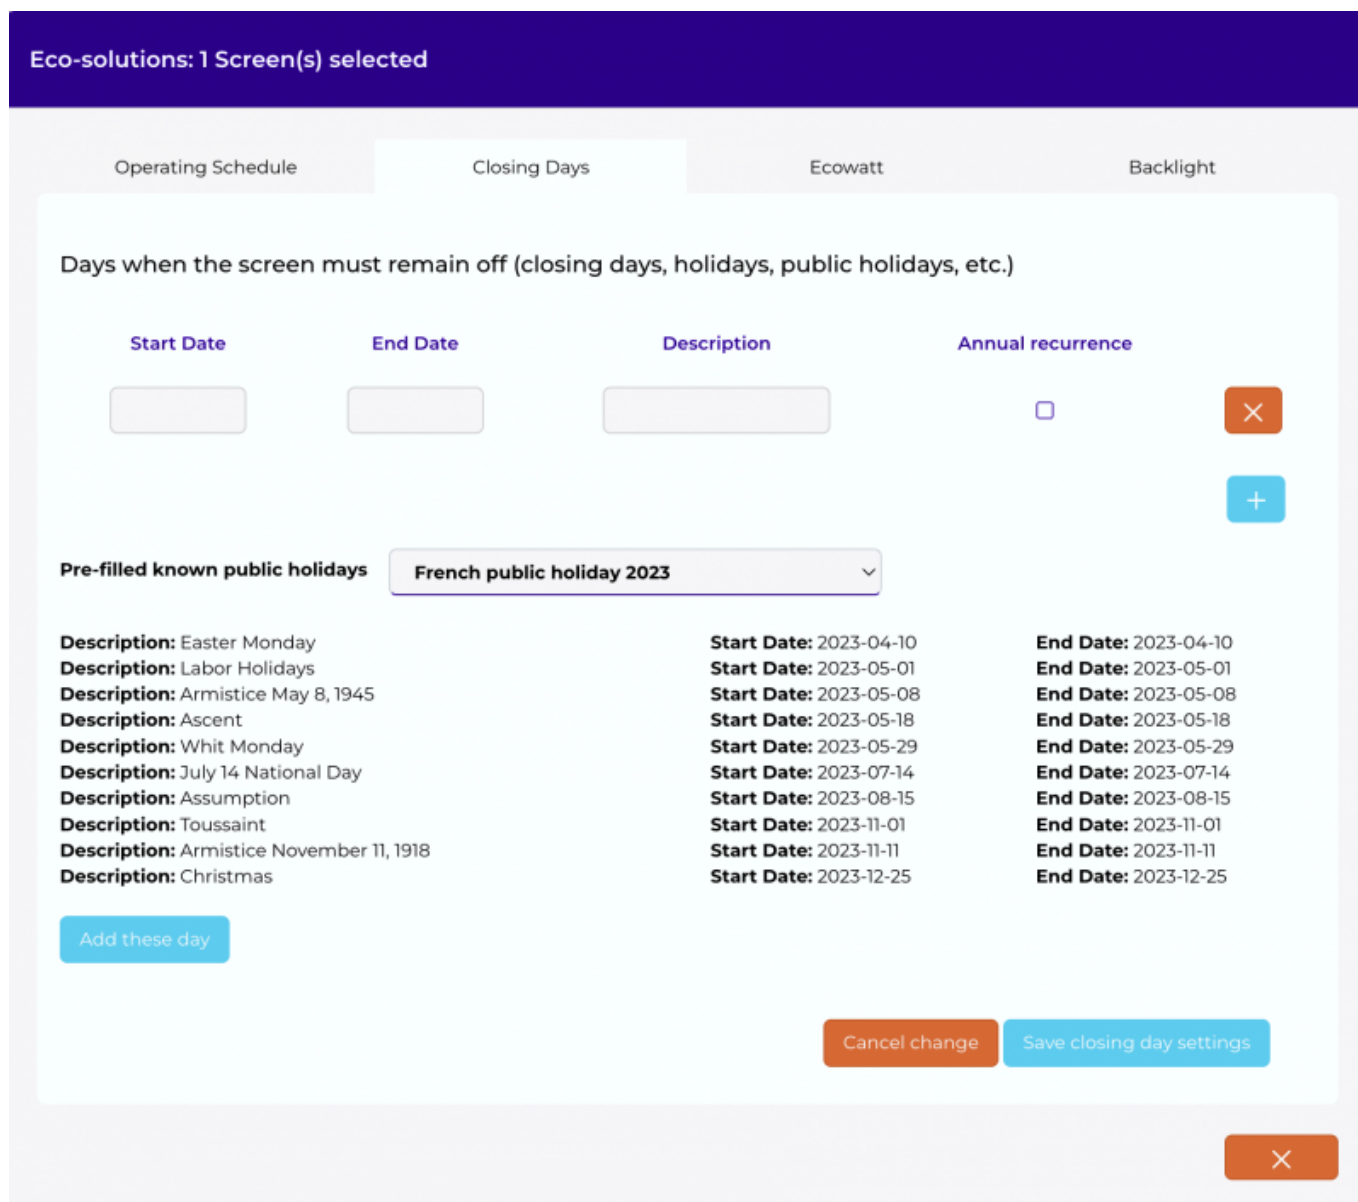 Eco-solutions: 1 Screen(s) selected
Operating Schedule Closing Days Ecowatt Backlight
Days when the screen must remain off (closing days, holidays, public holidays, etc.)
Start Date End Date Description Annual recurrence
Pre-filled known public holidays French public holiday 2023
Description: Easter Monday Start Date: 2023-04-10 End Date: 2023-04-10
Description: Labor Holidays Start Date: 2023-05-01 End Date: 2023-05-01
Description: Armistice May 8, 1945 Start Date: 2023-05-08 End Date: 2023-05-08
Description: Ascent Start Date: 2023-05-18 End Date: 2023-05-18
Description: Whit Monday Start Date: 2023-05-29 End Date: 2023-05-29
Description: July 14 National Day Start Date: 2023-07-14 End Date: 2023-07-14
Description: Assumption Start Date: 2023-08-15 End Date: 2023-08-15
Description: Toussaint Start Date: 2023-11-01 End Date: 2023-11-01
Description: Armistice November 11, 1918 Start Date: 2023-11-11 End Date: 2023-11-11
Description: Christmas Start Date: 2023-12-25 End Date: 2023-12-25
Add these day
Cancel change Save closing day settings